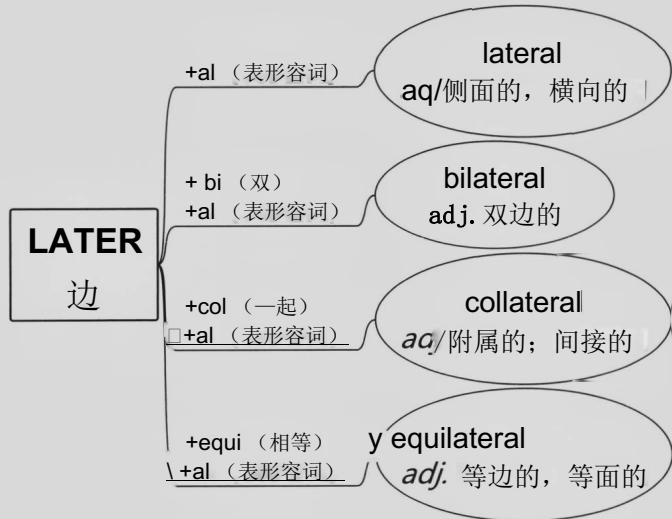 LATER
边
+al （表形容词）
lateral
aq/侧面的，横向的
+ bi （双）
+al （表形容词）
bilateral
adj. 双边的
+col （一起）
□+al （表形容词）
collateral
aq/附属的；间接的
+equi （相等）
\ +al （表形容词）
y equilateral
adj. 等边的，等面的